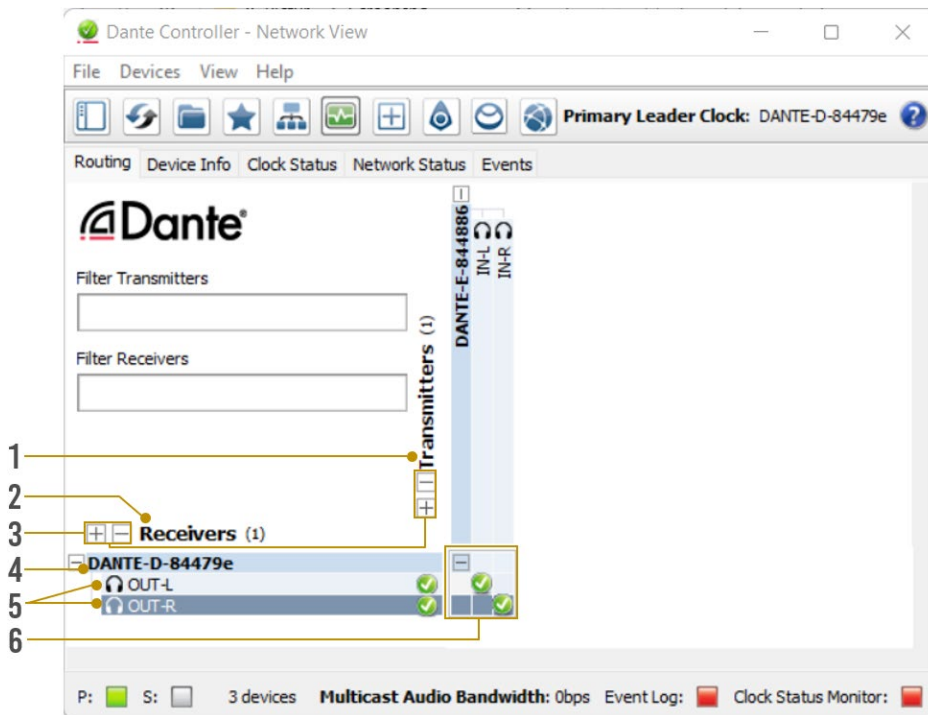 Dante Controller - Network View
File Devices View Help
Primary Leader Clock: DANTE-D-84479e
Routing Device Info Clock Status Network Status Events
Dante®
Filter Transmitters
Filter Receivers
Transmitters (1)
DANTE-E-844886
IN-L
IN-R
1
2
3
Receivers (1)
4
DANTE-D-84479e
OUT-L
5
OUT-R
6
P: S: 3 devices Multicast Audio Bandwidth: 0bps Event Log: Clock Status Monitor: